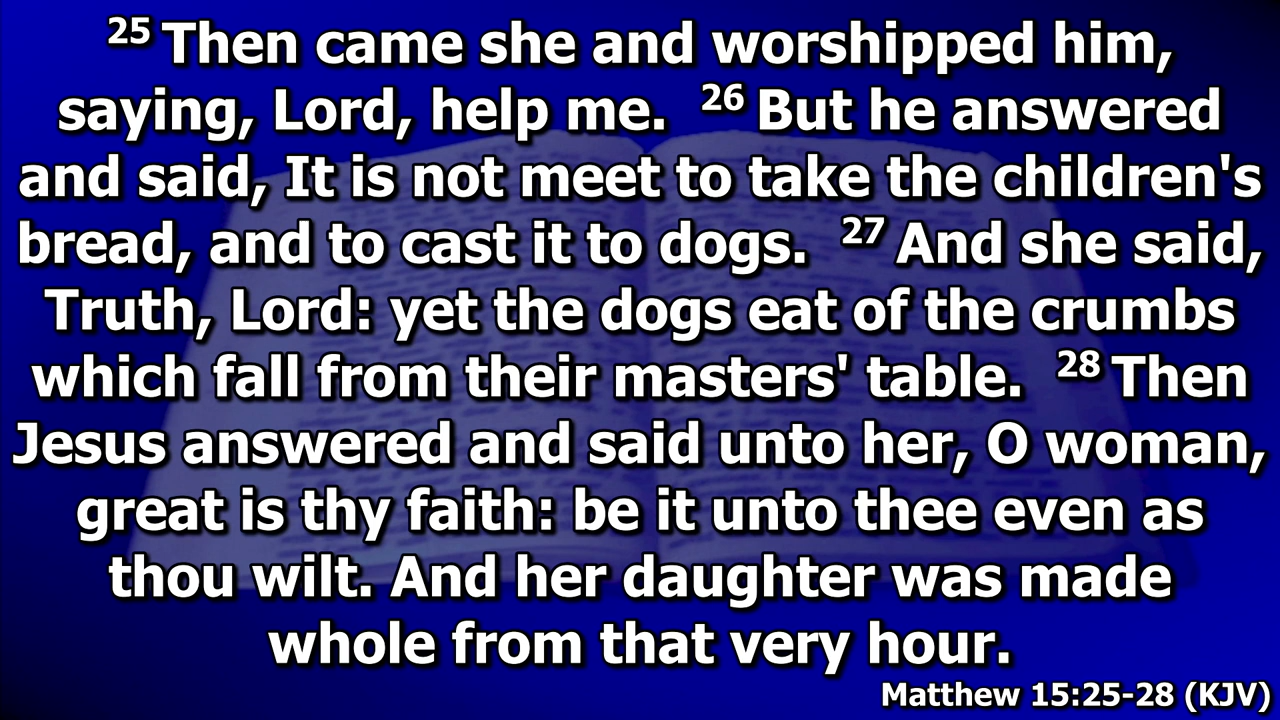 25 Then came she and worshipped him,
saying, Lord, help me. 26 But he answered
and said, It is not meet to take the children's
bread, and to cast it to dogs. 27 And she said,
Truth, Lord: yet the dogs eat of the crumbs
which fall from their masters' table. 28 Then
Jesus answered and said unto her, O woman,
great is thy faith: be it unto thee even as
thou wilt. And her daughter was made
whole from that very hour.
Matthew 15:25-28 (KJV)